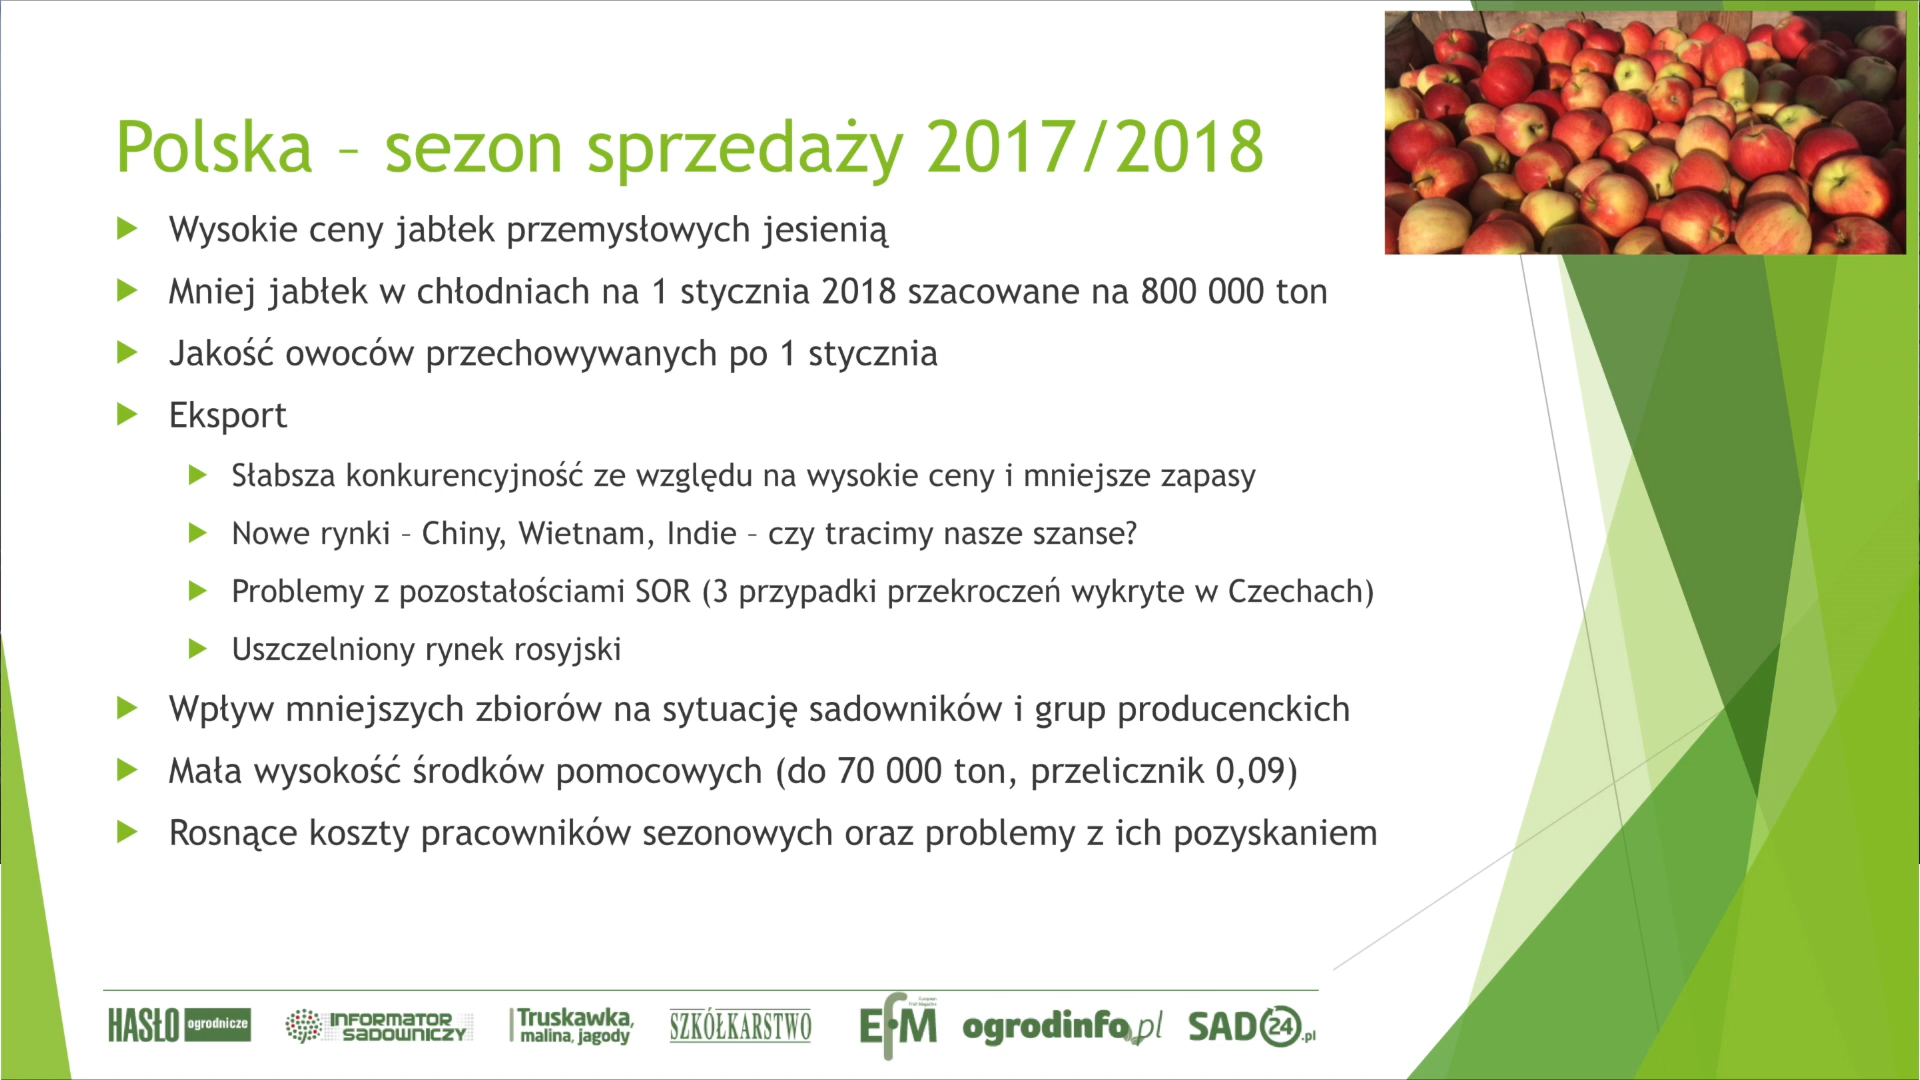 Polska – sezon sprzedaży 2017/2018
Wysokie ceny jabłek przemysłowych jesienią
Mniej jabłek w chłodniach na 1 stycznia 2018 szacowane na 800 000 ton
Jakość owoców przechowywanych po 1 stycznia
Eksport
Słabsza konkurencyjność ze względu na wysokie ceny i mniejsze zapasy
Nowe rynki – Chiny, Wietnam, Indie – czy tracimy nasze szanse?
Problemy z pozostałościami SOR (3 przypadki przekroczeń wykryte w Czechach)
Uszczelniony rynek rosyjski
Wpływ mniejszych zbiorów na sytuację sadowników i grup producenckich
Mała wysokość środków pomocowych (do 70 000 ton, przelicznik 0,09)
Rosnące koszty pracowników sezonowych oraz problemy z ich pozyskaniem
HASŁO ogrodnicze
INFORMATOR
SADOWNICZY
Truskawka,
malina, jagody
SZKÓŁKARSTWO
EFM
ogrodinfo.pl
SAD24.pl